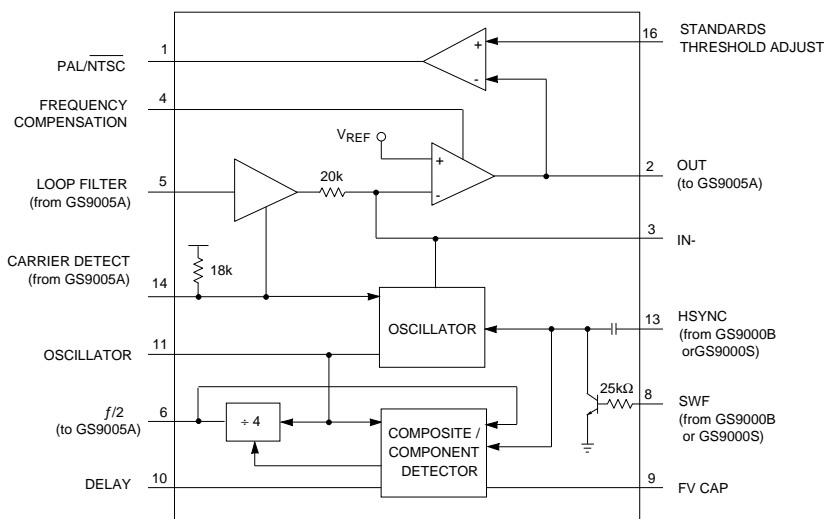 1
PAL/NTSC
16
STANDARDS
THRESHOLD ADJUST
+
-
4
FREQUENCY
COMPENSATION
VREF
+
-
5
LOOP FILTER
(from GS9005A)
20k
2
OUT
(to GS9005A)
3
IN-
CARRIER DETECT
(from GS9005A)
14
18k
OSCILLATOR
13
HSYNC
(from GS9000B
orGS9000S)
11
OSCILLATOR
25kΩ
8
SWF
(from GS9000B
or GS9000S)
6
ƒ/2
(to GS9005A)
÷ 4
COMPOSITE /
COMPONENT
DETECTOR
10
DELAY
9
FV CAP